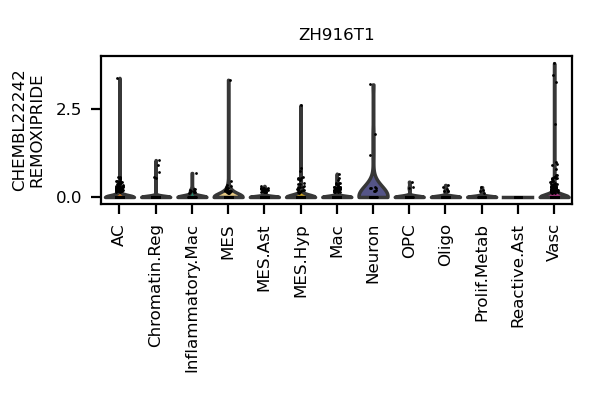 ZH916T1
CHEMBL22242
REMOXIPRIDE
2.5
0.0
AC
Chromatin.Reg
Inflammatory.Mac
MES
MES.Ast
MES.Hyp
Mac
Neuron
OPC
Oligo
Prolif.Metab
Reactive.Ast
Vasc